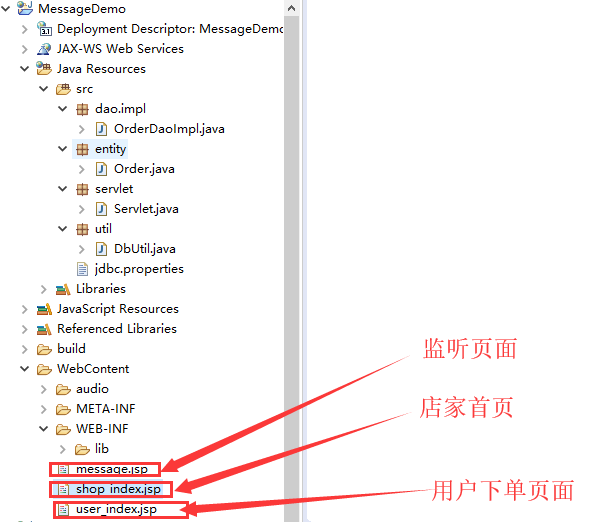 MessageDemo
Deployment Descriptor: MessageDemo
JAX-WS Web Services
Java Resources
src
dao.impl
OrderDaoImpl.java
entity
Order.java
servlet
Servlet.java
util
DbUtil.java
jdbc.properties
Libraries
JavaScript Resources
Referenced Libraries
build
监听页面
WebContent
audio
META-INF
店家首页
WEB-INF
lib
message.jsp
shop_index.jsp
用户下单页面
user_index.jsp